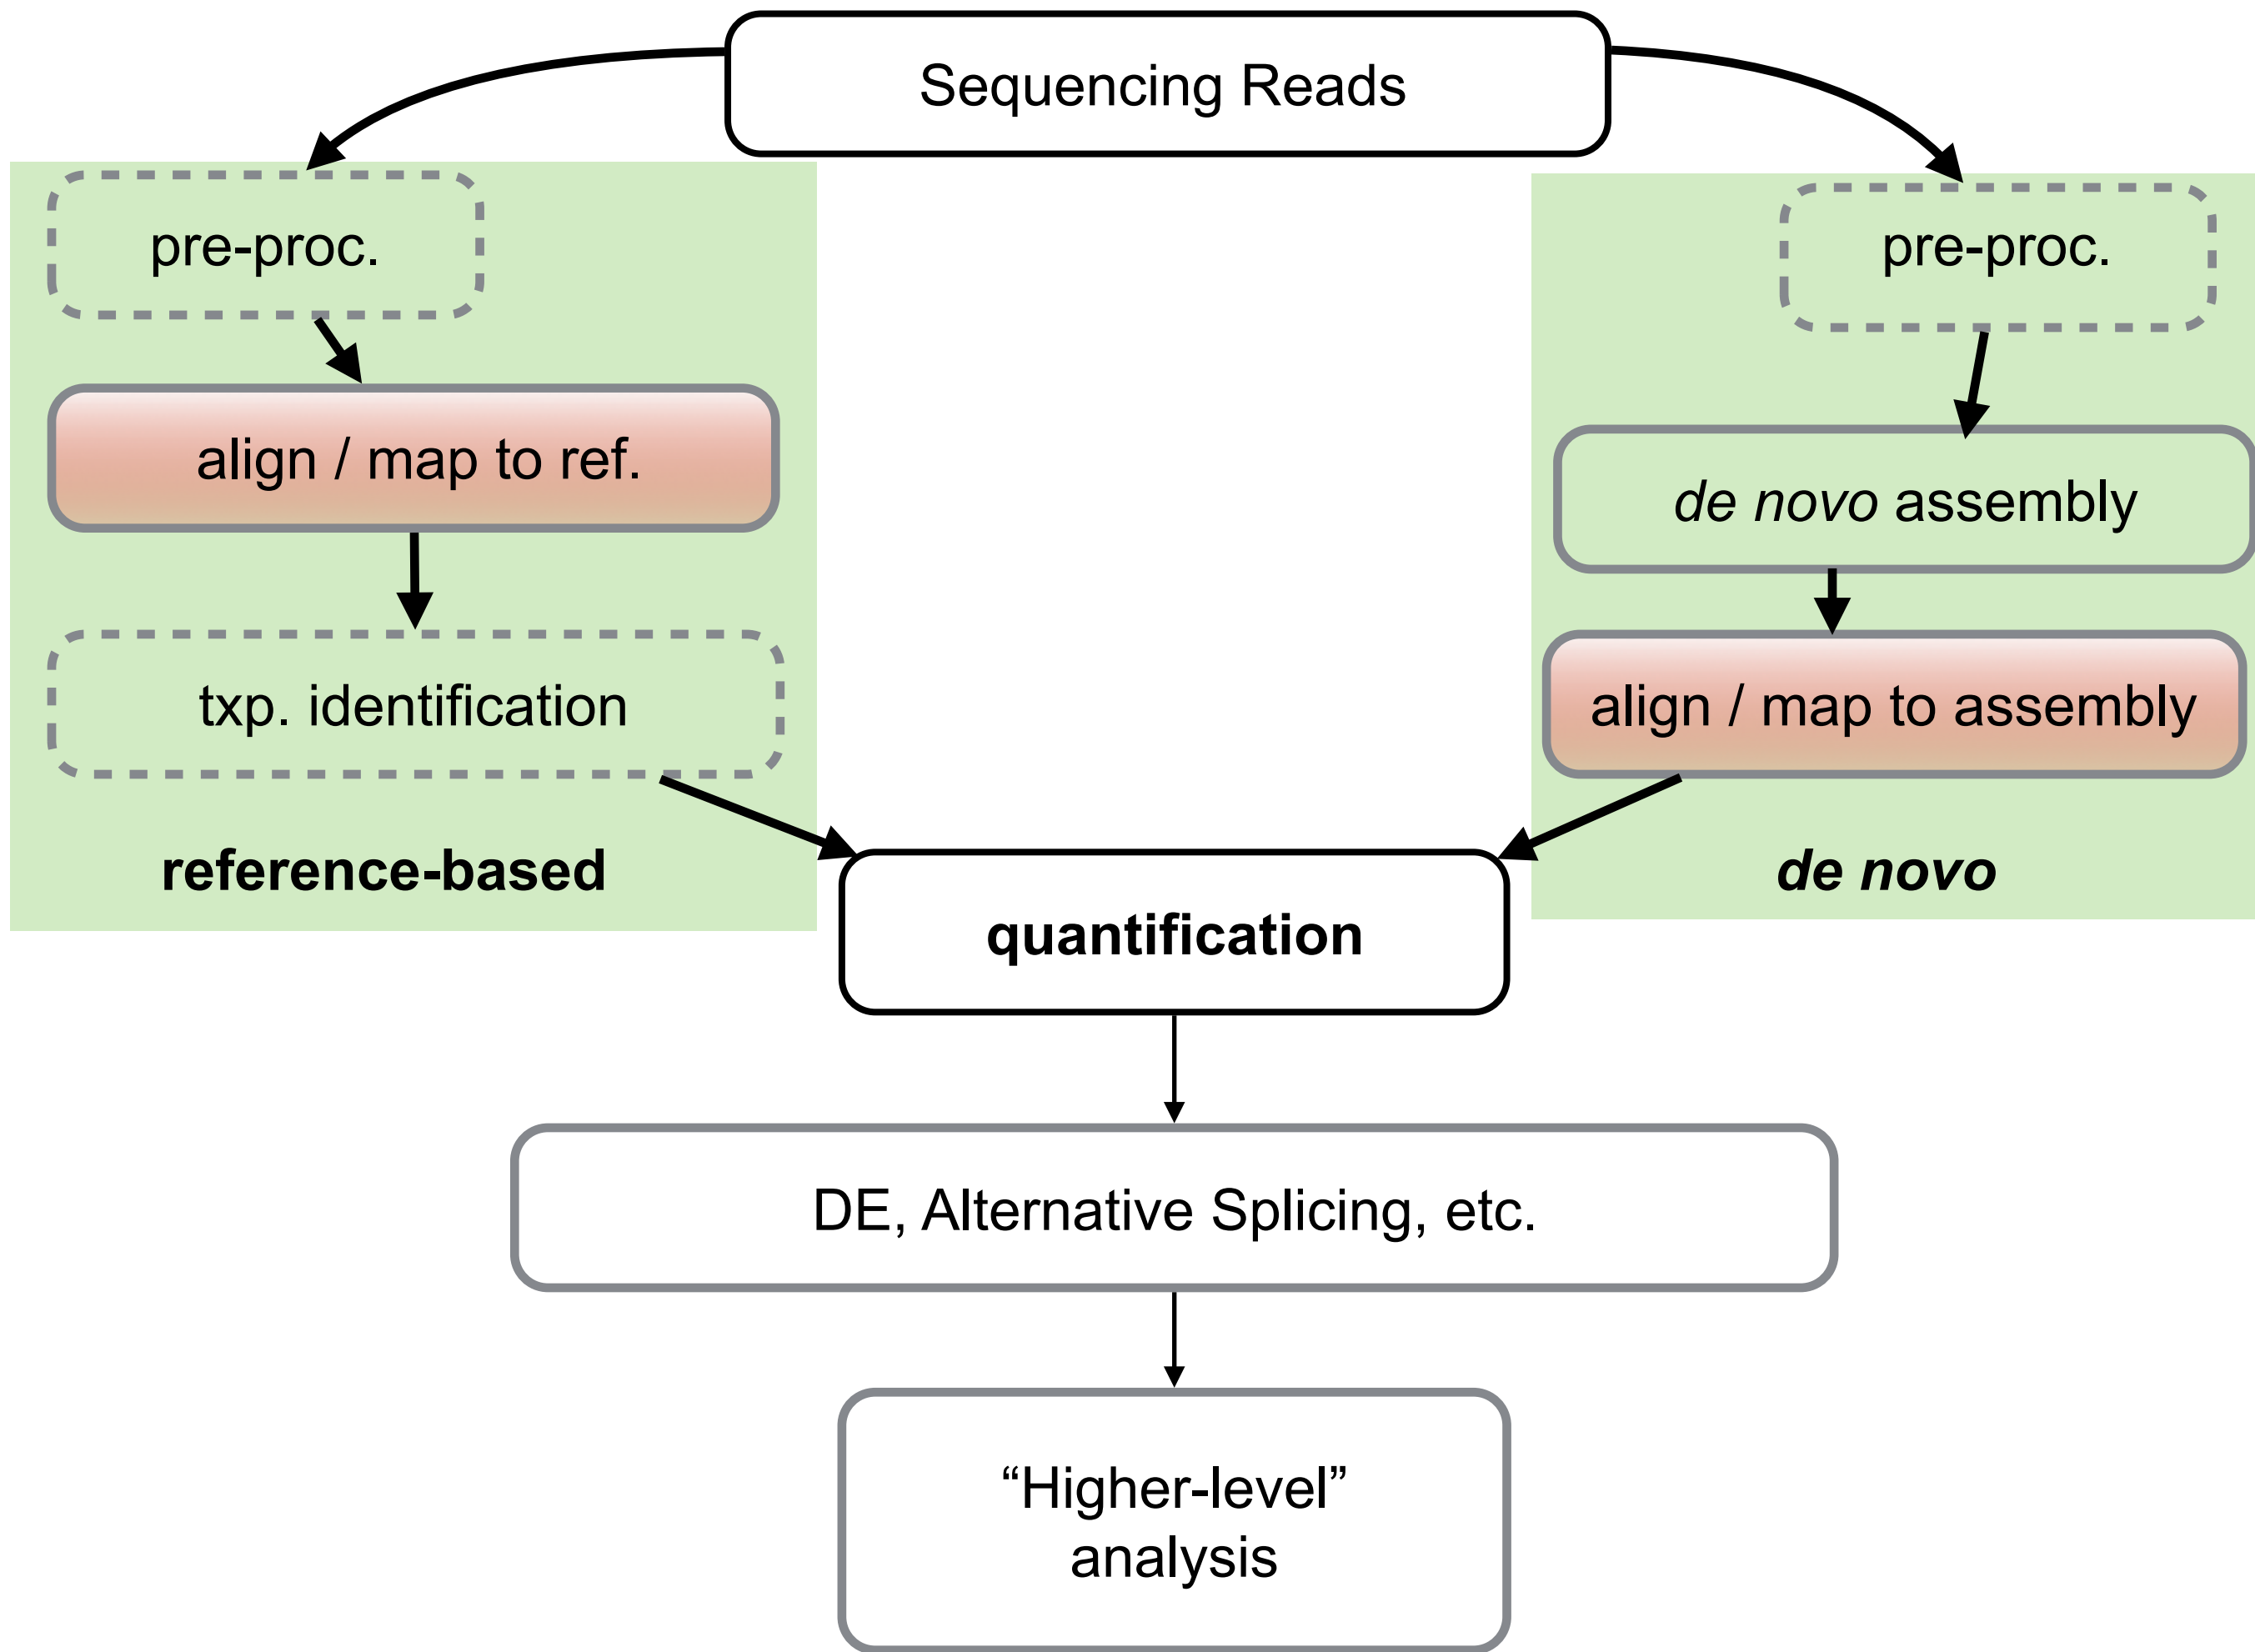 Sequencing Reads
pre-proc.
align / map to ref.
txp. identification
reference-based
pre-proc.
de novo assembly
align / map to assembly
de novo
quantification
DE, Alternative Splicing, etc.
“Higher-level”
analysis